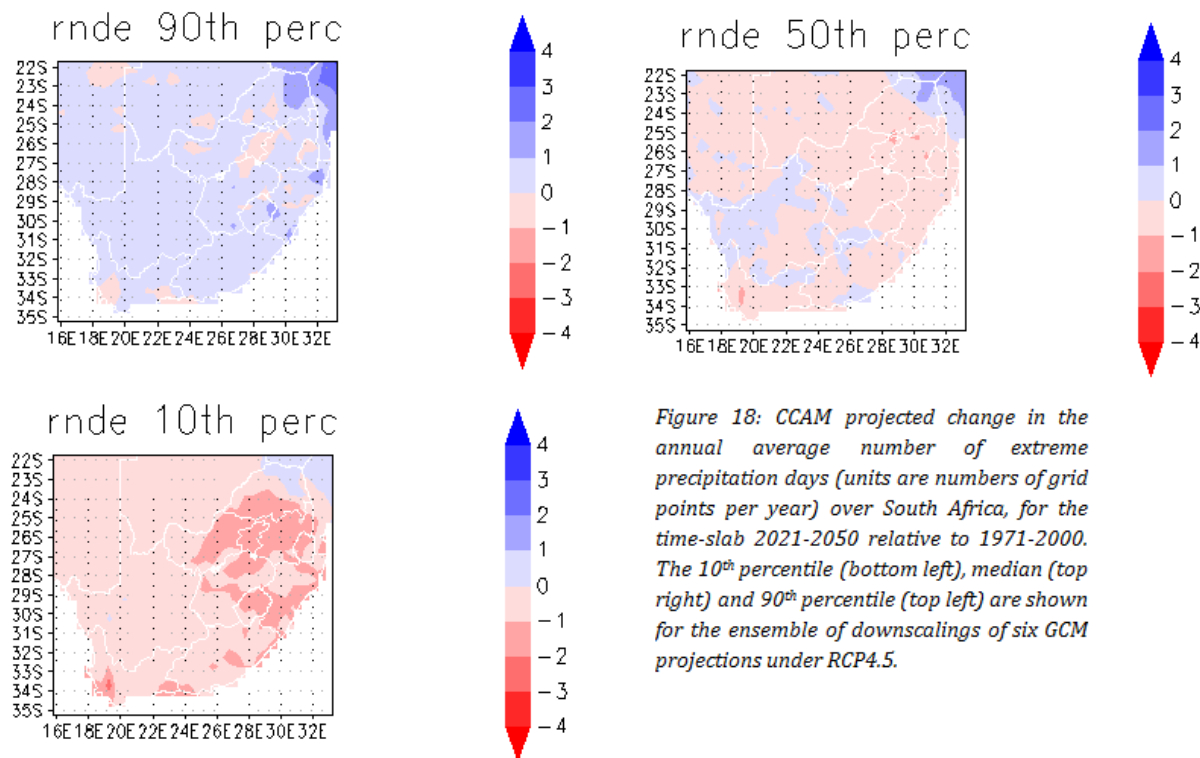 rnde 90th perc
4
3
2
1
0
−1
−2
−3
−4
22S
23S
24S
25S
26S
27S
28S
29S
30S
31S
32S
33S
34S
35S
16E 18E 20E 22E 24E 26E 28E 30E 32E
rnde 50th perc
4
3
2
1
0
−1
−2
−3
−4
22S
23S
24S
25S
26S
27S
28S
29S
30S
31S
32S
33S
34S
35S
16E 18E 20E 22E 24E 26E 28E 30E 32E
rnde 10th perc
4
3
2
1
0
−1
−2
−3
−4
22S
23S
24S
25S
26S
27S
28S
29S
30S
31S
32S
33S
34S
35S
16E 18E 20E 22E 24E 26E 28E 30E 32E
Figure 18: CCAM projected change in the
annual average number of extreme
precipitation days (units are numbers of grid
points per year) over South Africa, for the
time-slab 2021-2050 relative to 1971-2000.
The 10th percentile (bottom left), median (top
right) and 90th percentile (top left) are shown
for the ensemble of downscalings of six GCM
projections under RCP4.5.